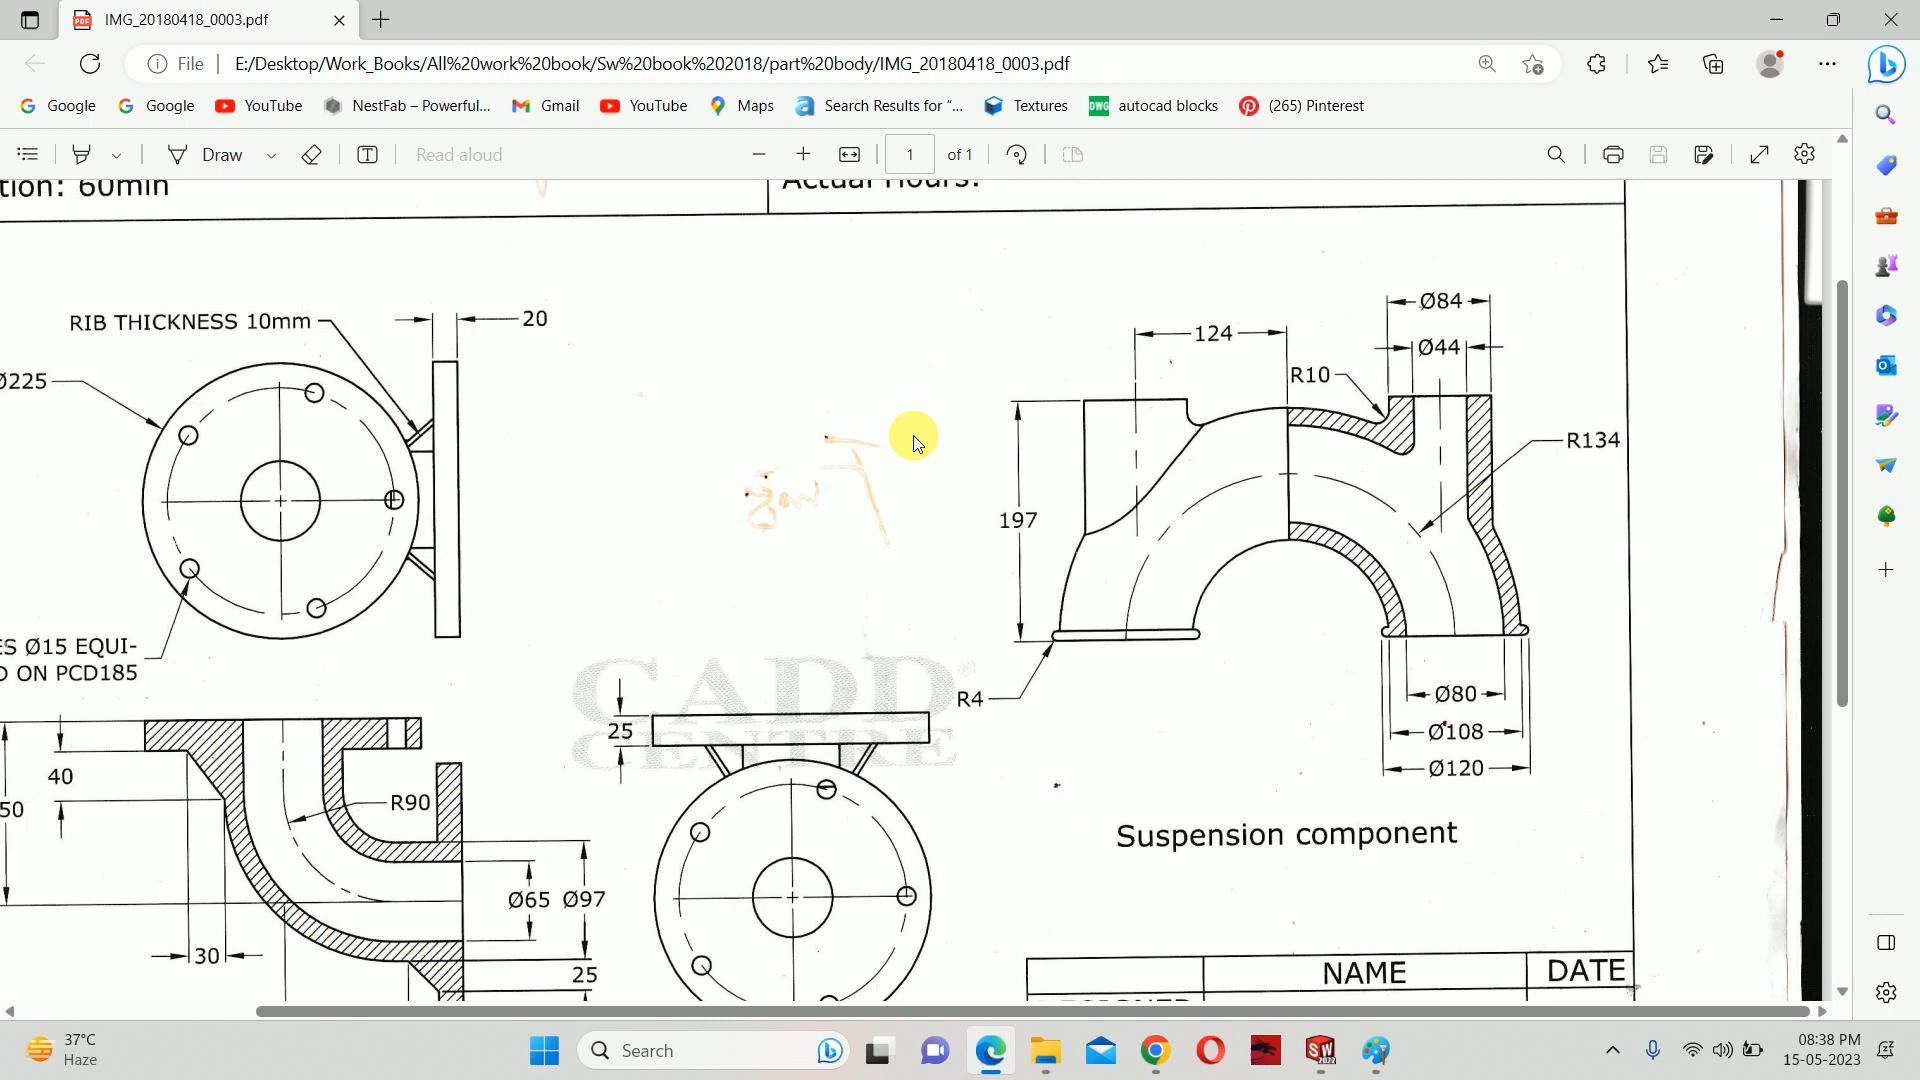 IMG_20180418_0003.pdf
File
E:/Desktop/Work_Books/All%20work%20book/Sw%20book%202018/part%20body/IMG_20180418_0003.pdf
Google
Google
YouTube
NestFab – Powerful...
Gmail
YouTube
Maps
Search Results for “...
Textures
DWG
autocad blocks
(265) Pinterest
Draw
Read aloud
1
of 1
tion: 60min
Actual Hours:
RIB THICKNESS 10mm
20
Ø225
ES Ø15 EQUI-
D ON PCD185
124
Ø84
Ø44
R10
R134
197
R4
Ø80
Ø108
Ø120
Suspension component
CADD
CENTRE
®
25
40
50
R90
Ø65 Ø97
30
25
NAME
DATE
DESIGNED
37°C
Haze
Search
SW
2022
08:38 PM
15-05-2023